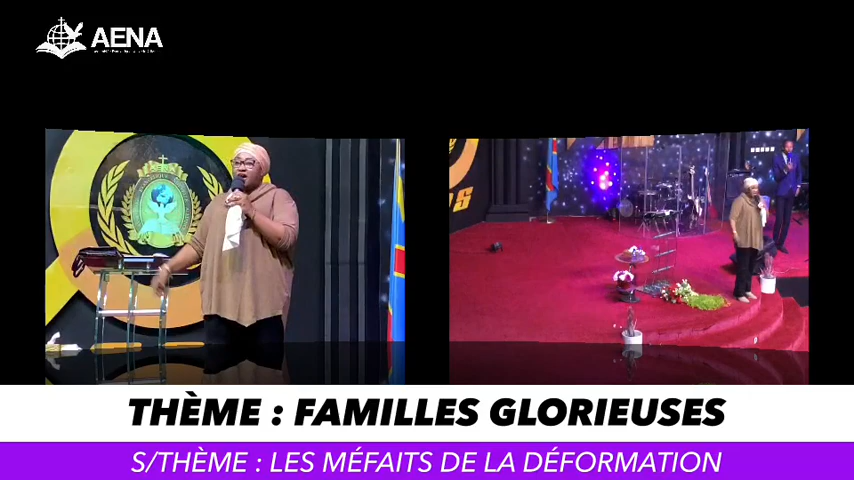 AENA
THÈME : FAMILLES GLORIEUSES
S/THÈME : LES MÉFAITS DE LA DÉFORMATION